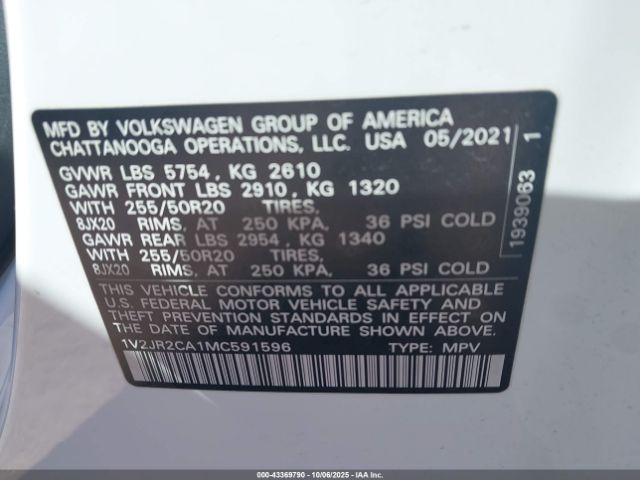 MFD BY VOLKSWAGEN GROUP OF AMERICA
CHATTANOOGA OPERATIONS, LLC. USA 05/2021
GVWR LBS 5754, KG 2610
GAWR FRONT LBS 2910, KG 1320
WITH 255/50R20 TIRES,
8JX20 RIMS, AT 250 KPA, 36 PSI COLD
GAWR REAR LBS 2954, KG 1340
WITH 255/50R20 TIRES,
8JX20 RIMS, AT 250 KPA, 36 PSI COLD
THIS VEHICLE CONFORMS TO ALL APPLICABLE
U.S. FEDERAL MOTOR VEHICLE SAFETY AND
THEFT PREVENTION STANDARDS IN EFFECT ON
THE DATE OF MANUFACTURE SHOWN ABOVE.
1V2JR2CA1MC591596 TYPE: MPV
1939063 1
000-43369790 - 10/06/2025 - IAA Inc.